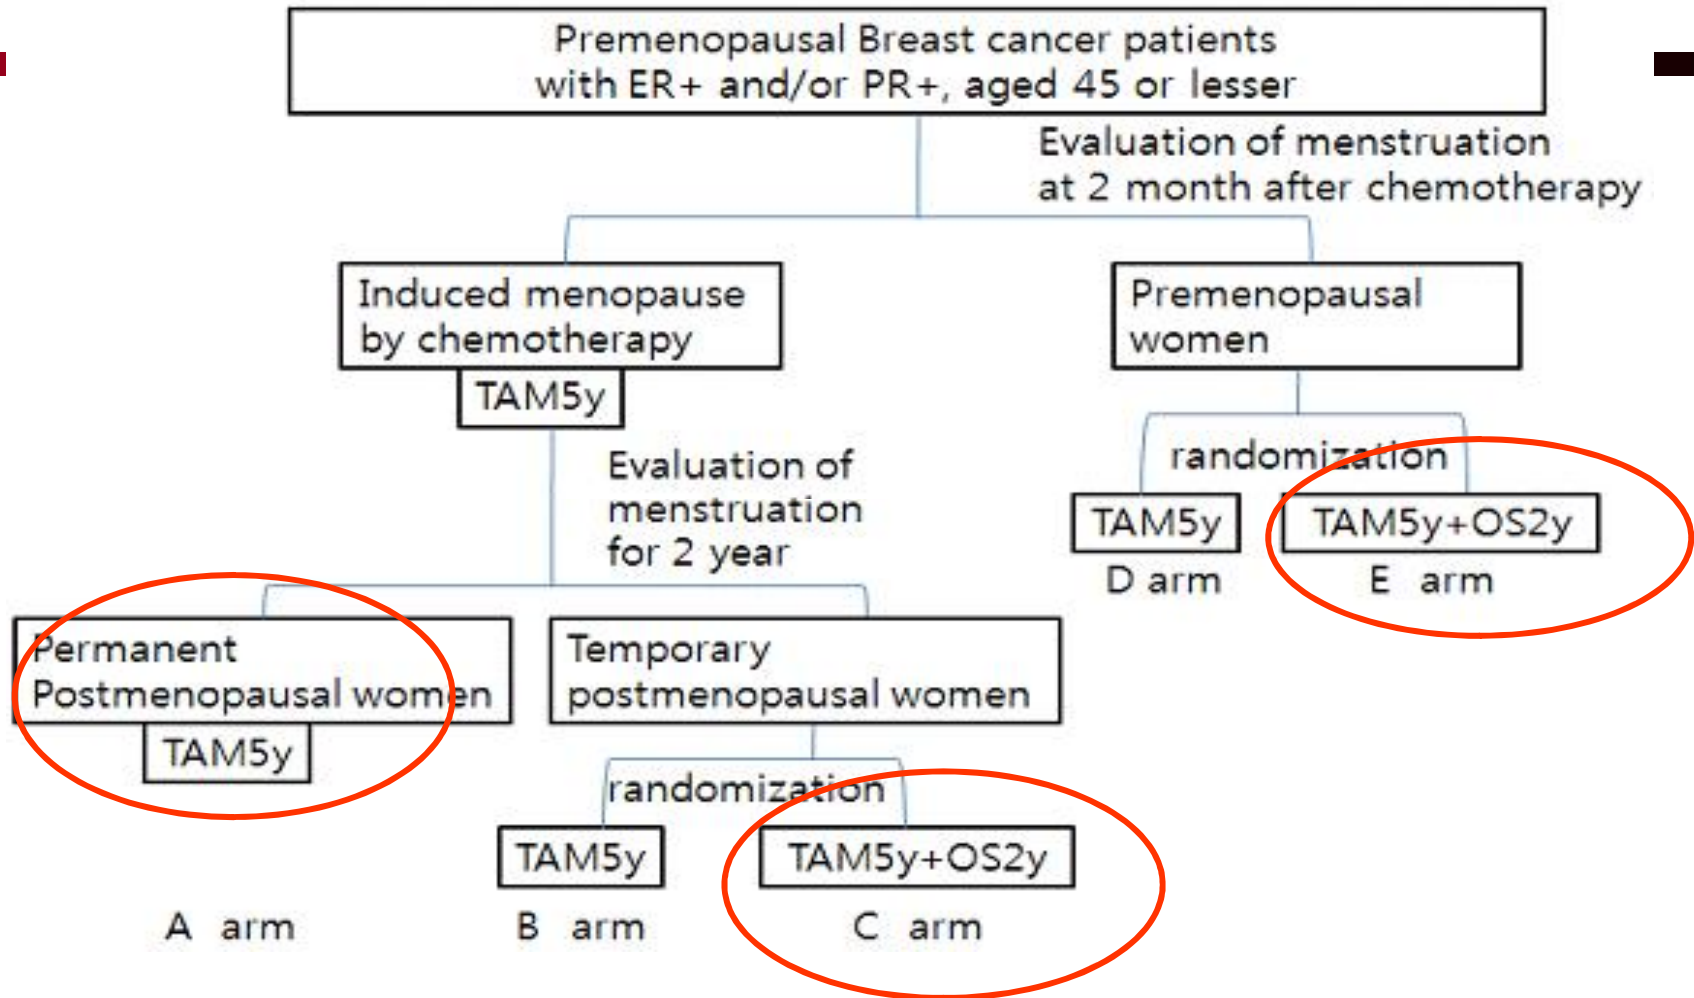 Premenopausal Breast cancer patients
with ER+ and/or PR+, aged 45 or lesser
Evaluation of menstruation
at 2 month after chemotherapy
Induced menopause
by chemotherapy
TAM5y
Premenopausal
women
randomization
TAM5y
TAM5y+OS2y
D arm
E arm
Evaluation of
menstruation
for 2 year
Permanent
Postmenopausal women
TAM5y
Temporary
postmenopausal women
randomization
TAM5y
TAM5y+OS2y
A arm
B arm
C arm